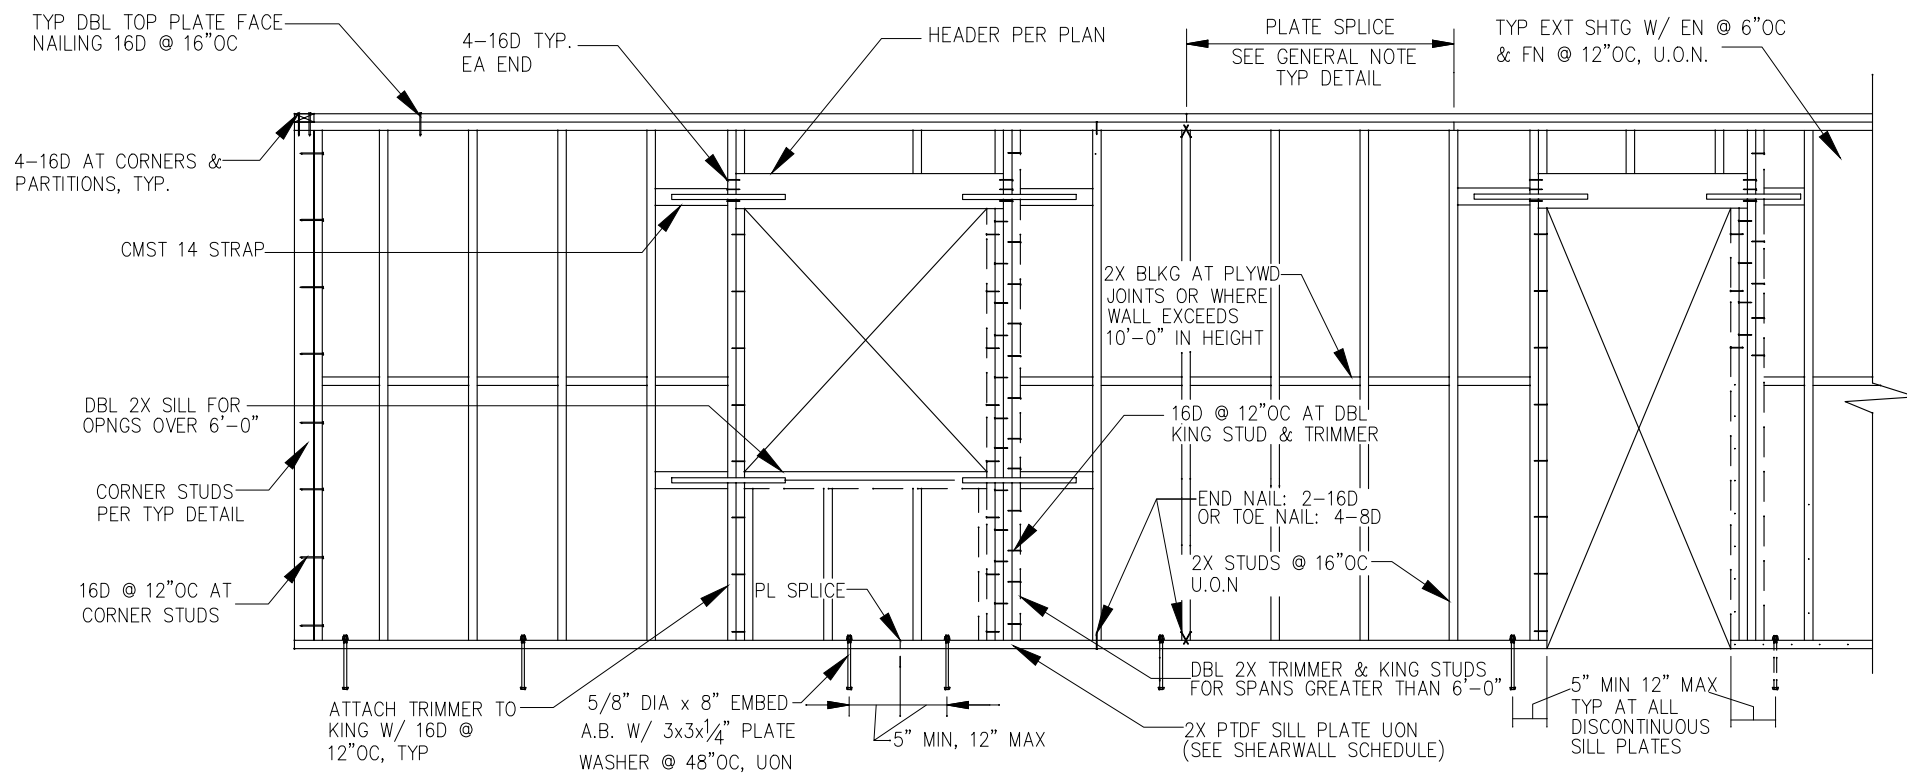 TYP DBL TOP PLATE FACE
NAILING 16D @ 16"OC
4-16D TYP.
EA END
HEADER PER PLAN
PLATE SPLICE
SEE GENERAL NOTE
TYP DETAIL
TYP EXT SHTG W/ EN @ 6"OC
& FN @ 12"OC, U.O.N.
4-16D AT CORNERS &
PARTITIONS, TYP.
CMST 14 STRAP
2X BLKG AT PLYWD
JOINTS OR WHERE
WALL EXCEEDS
10'-0" IN HEIGHT
DBL 2X SILL FOR
OPNGS OVER 6'-0"
16D @ 12"OC AT DBL
KING STUD & TRIMMER
CORNER STUDS
PER TYP DETAIL
END NAIL: 2-16D
OR TOE NAIL: 4-8D
2X STUDS @ 16"OC
U.O.N
16D @ 12"OC AT
CORNER STUDS
PL SPLICE
DBL 2X TRIMMER & KING STUDS
FOR SPANS GREATER THAN 6'-0"
5" MIN 12" MAX
TYP AT ALL
DISCONTINUOUS
SILL PLATES
ATTACH TRIMMER TO
KING W/ 16D @
12"OC, TYP
5/8" DIA x 8" EMBED
A.B. W/ 3x3x1/4" PLATE
WASHER @ 48"OC, UON
5" MIN, 12" MAX
2X PTDF SILL PLATE UON
(SEE SHEARWALL SCHEDULE)